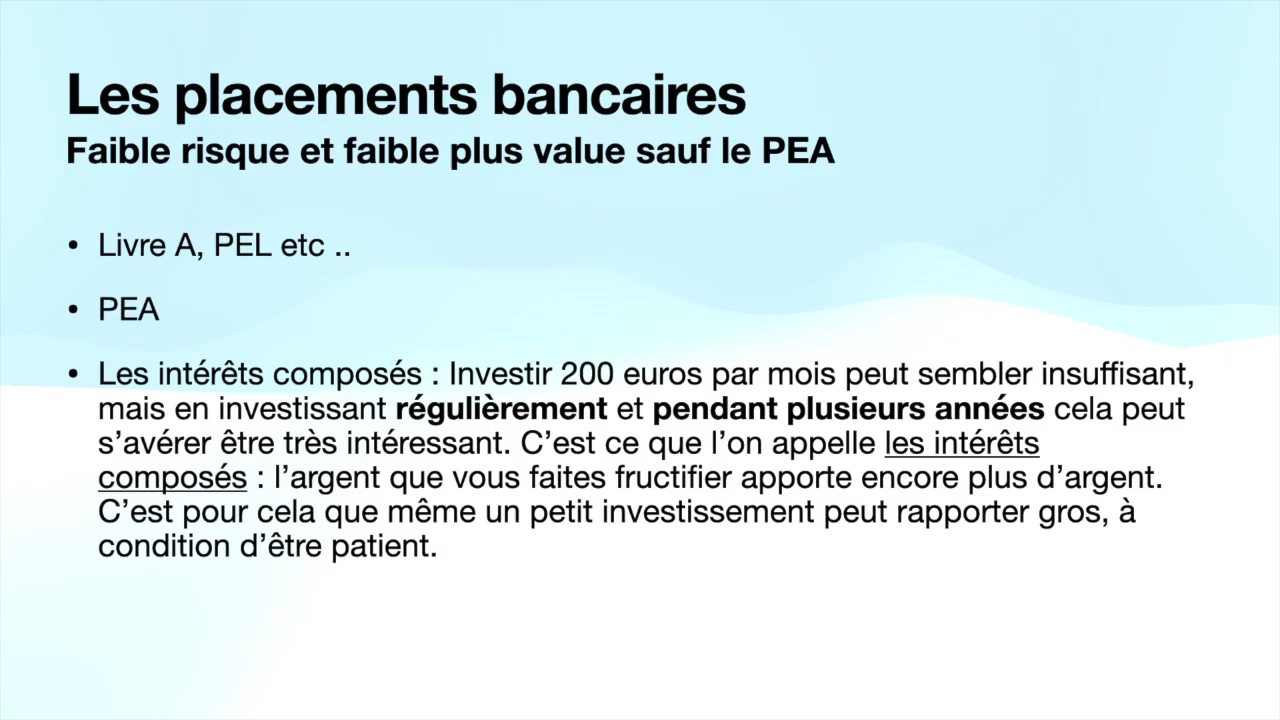 Les placements bancaires
Faible risque et faible plus value sauf le PEA
• Livre A, PEL etc ..
• PEA
• Les intérêts composés : Investir 200 euros par mois peut sembler insuffisant,
mais en investissant régulièrement et pendant plusieurs années cela peut
s’avérer être très intéressant. C’est ce que l’on appelle les intérêts
composés : l’argent que vous faites fructifier apporte encore plus d’argent.
C’est pour cela que même un petit investissement peut rapporter gros, à
condition d’être patient.